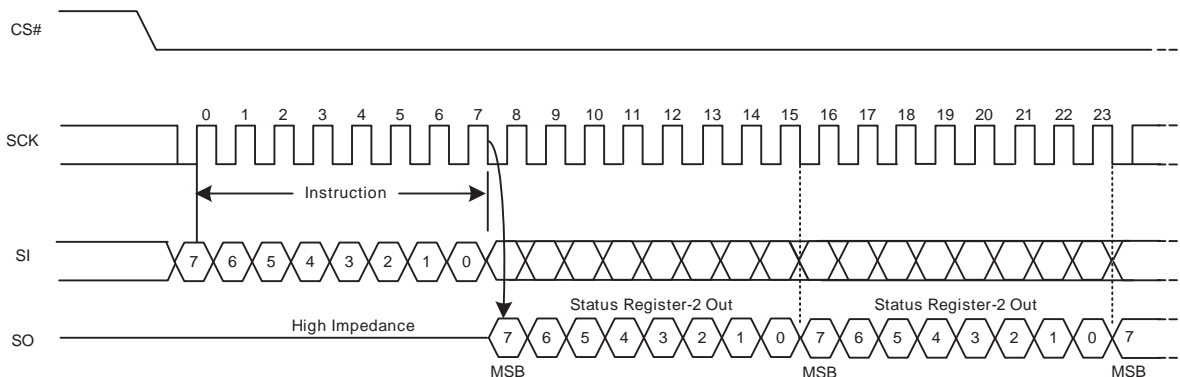 CS#
0 1 2 3 4 5 6 7 8 9 10 11 12 13 14 15 16 17 18 19 20 21 22 23
SCK
Instruction
SI
7 6 5 4 3 2 1 0
Status Register-2 Out Status Register-2 Out
High Impedance
SO
7 6 5 4 3 2 1 0 7 6 5 4 3 2 1 0 7
MSB MSB MSB